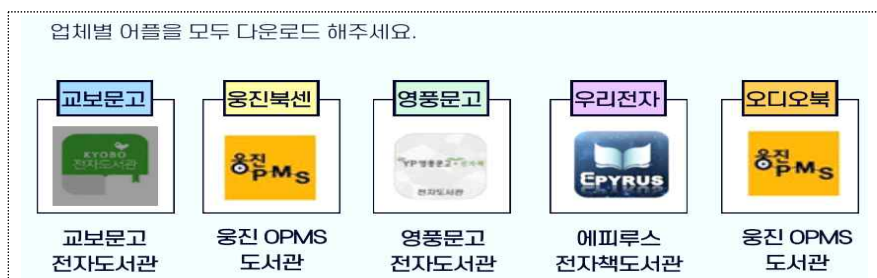 업체별 어플을 모두 다운로드 해주세요.
교보문고 웅진북센 영풍문고 우리전자 오디오북
KYOBO
전자도서관
웅진
OPMS
YP영풍문고
전자도서관
EPYRUS
웅진
OPMS
교보문고 웅진 OPMS 영풍문고 에피루스 웅진 OPMS
전자도서관 도서관 전자도서관 전자책도서관 도서관